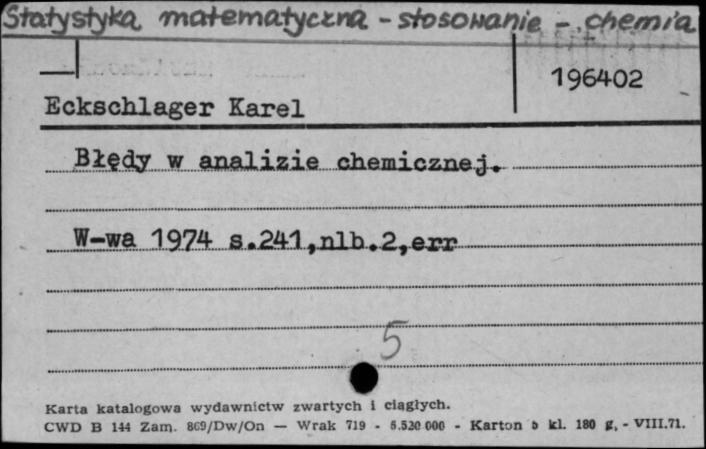 Statystyka matematyczna - stosowanie - chemia
196402
Eckschlager Karel
Błędy w analizie chemicznej.
W-wa 1974 s.241,nlb.2,err
5
Karta katalogowa wydawnictw zwartych i ciągłych.
CWD B 144 Zam. 869/Dw/On — Wrak 719 - 5.520 000 - Karton b kl. 180 g, - VIII.71.